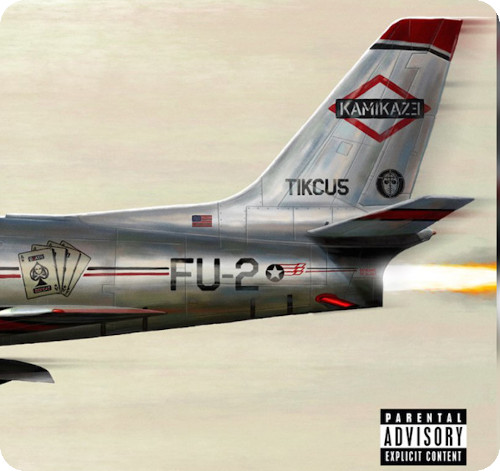 KAMIKAZE
TIKCU5
FU-2
PARENTAL
ADVISORY
EXPLICIT CONTENT